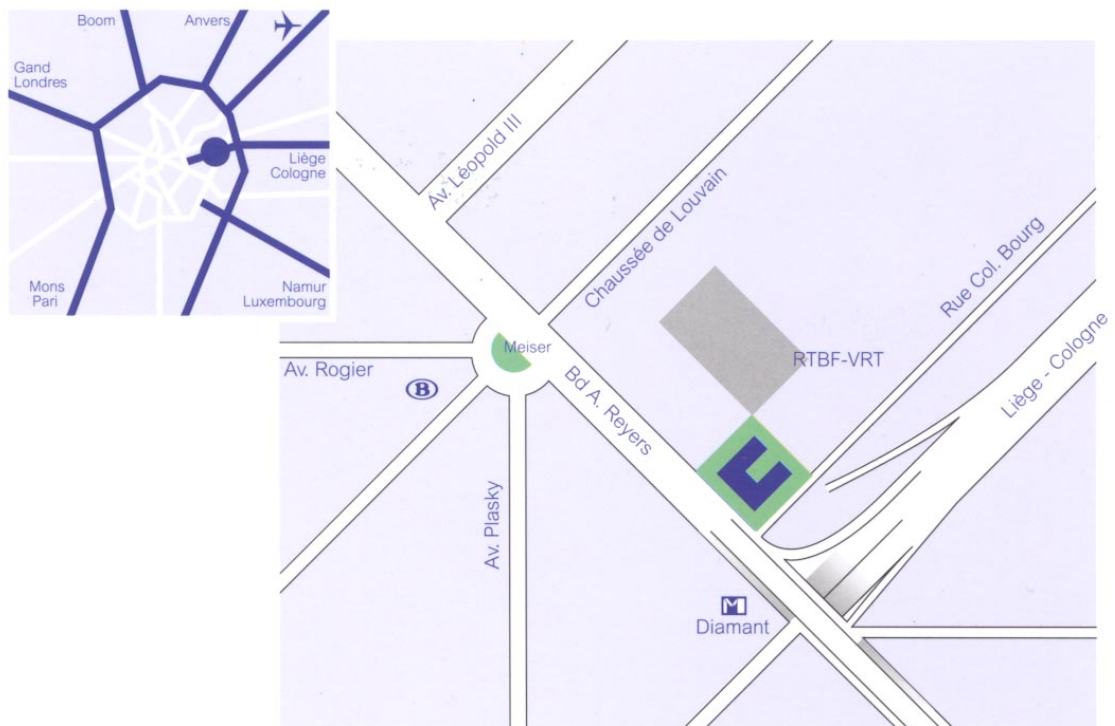 Boom
Anvers
Gand
Londres
Liège
Cologne
Mons
Pari
Namur
Luxembourg
Av. Léopold III
Chaussée de Louvain
Rue Col. Bourg
Liège - Cologne
Meiser
RTBF-VRT
Av. Rogier
B
Bd A. Reyers
Av. Plasky
M
Diamant